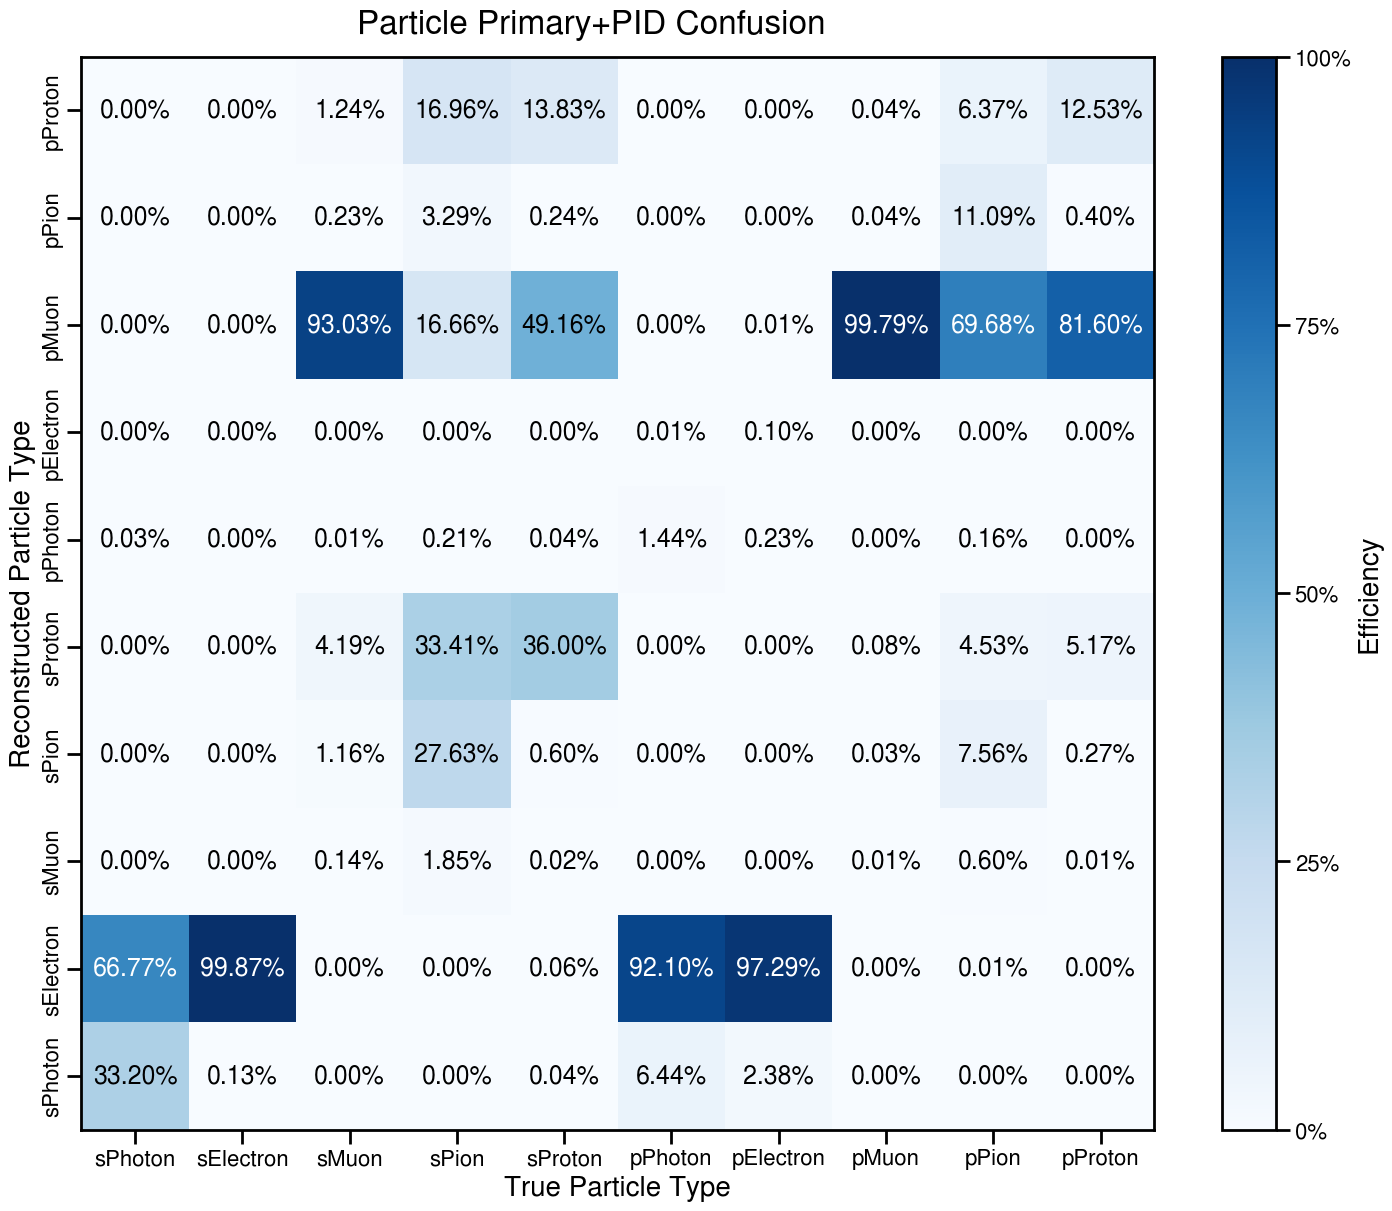 Particle Primary+PID Confusion
pProton 0.00% 0.00% 1.24% 16.96% 13.83% 0.00% 0.00% 0.04% 6.37% 12.53%
pPion 0.00% 0.00% 0.23% 3.29% 0.24% 0.00% 0.00% 0.04% 11.09% 0.40%
pMuon 0.00% 0.00% 93.03% 16.66% 49.16% 0.00% 0.01% 99.79% 69.68% 81.60%
pElectron 0.00% 0.00% 0.00% 0.00% 0.00% 0.01% 0.10% 0.00% 0.00% 0.00%
pPhoton 0.03% 0.00% 0.01% 0.21% 0.04% 1.44% 0.23% 0.00% 0.16% 0.00%
sProton 0.00% 0.00% 4.19% 33.41% 36.00% 0.00% 0.00% 0.08% 4.53% 5.17%
sPion 0.00% 0.00% 1.16% 27.63% 0.60% 0.00% 0.00% 0.03% 7.56% 0.27%
sMuon 0.00% 0.00% 0.14% 1.85% 0.02% 0.00% 0.00% 0.01% 0.60% 0.01%
sElectron 66.77% 99.87% 0.00% 0.00% 0.06% 92.10% 97.29% 0.00% 0.01% 0.00%
sPhoton 33.20% 0.13% 0.00% 0.00% 0.04% 6.44% 2.38% 0.00% 0.00% 0.00%
sPhoton sElectron sMuon sPion sProton pPhoton pElectron pMuon pPion pProton
True Particle Type
Reconstructed Particle Type
100%
75%
50%
25%
0%
Efficiency